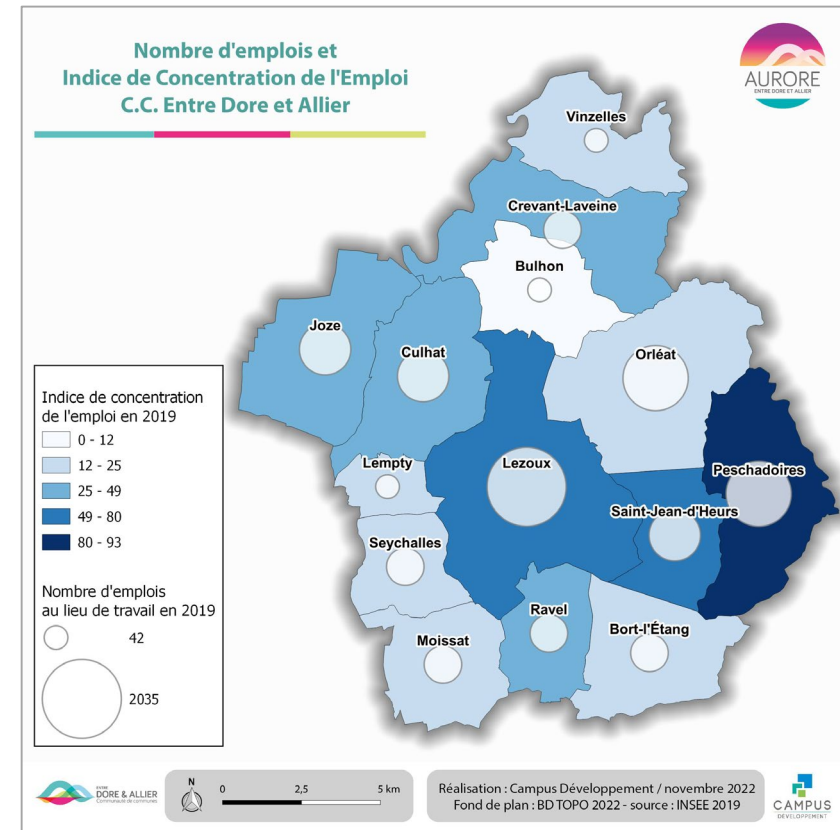 Nombre d'emplois et
Indice de Concentration de l'Emploi
C.C. Entre Dore et Allier
AURORE
ENTRE DORE ET ALLIER
Vinzelles
Crevant-Laveine
Bulhon
Joze
Culhat
Orléat
Lempty
Lezoux
Peschadoires
Saint-Jean-d'Heurs
Seychalles
Ravel
Bort-l'Étang
Moissat
Indice de concentration
de l'emploi en 2019
0 - 12
12 - 25
25 - 49
49 - 80
80 - 93
Nombre d'emplois
au lieu de travail en 2019
42
2035
ENTRE
DORE & ALLIER
Communauté de communes
N
0 2,5 5 km
Réalisation : Campus Développement / novembre 2022
Fond de plan : BD TOPO 2022 - source : INSEE 2019
CAMPUS
DÉVELOPPEMENT